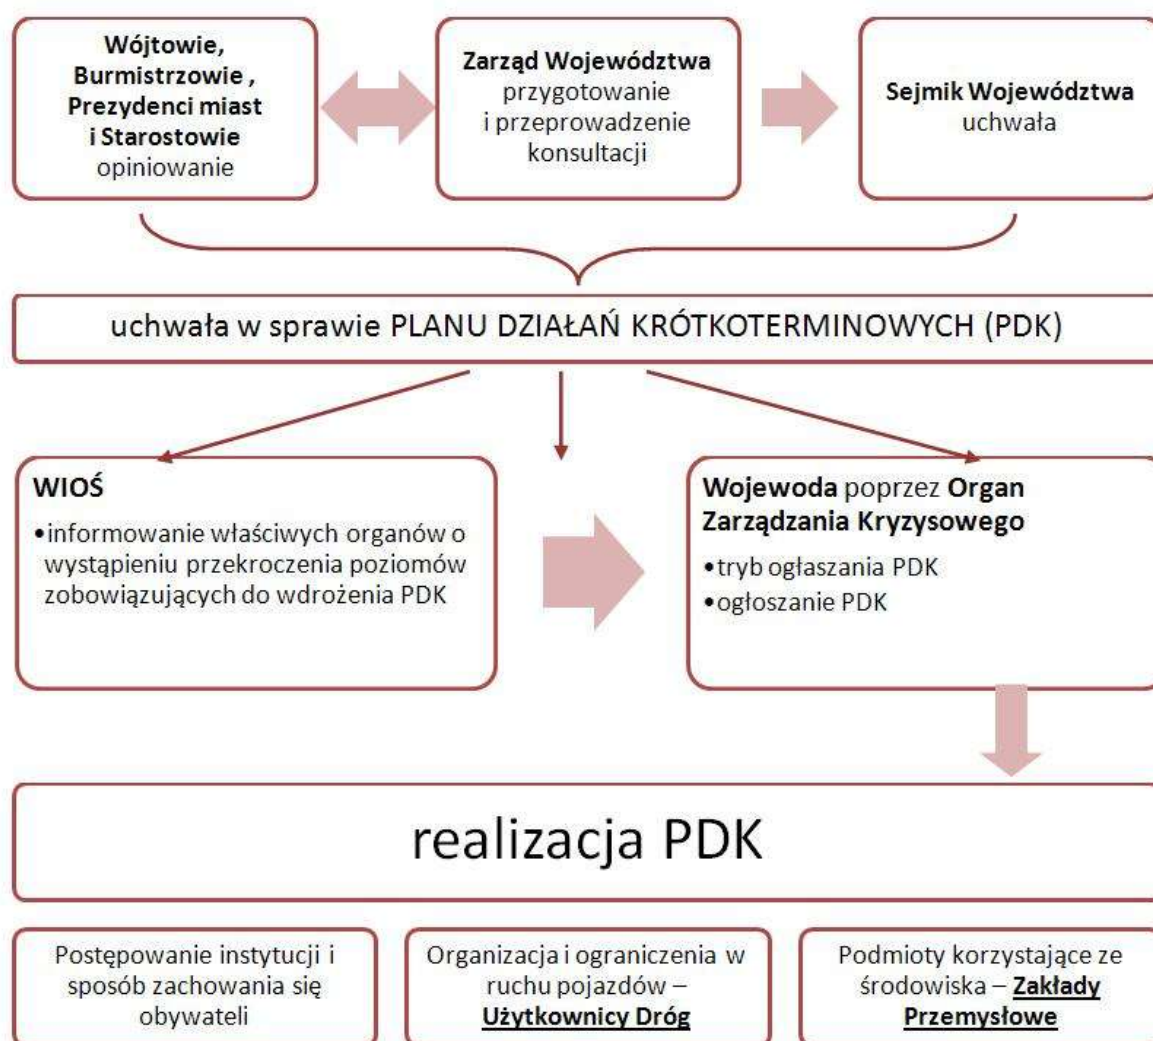 Wójtowie,
Burmistrzowie ,
Prezydenci miast
i Starostowie
opiniowanie
Zarząd Województwa
przygotowanie
i przeprowadzenie
konsultacji
Sejmik Województwa
uchwała
uchwała w sprawie PLANU DZIAŁAŃ KRÓTKOTERMINOWYCH (PDK)
WIOŚ
•informowanie właściwych organów o
wystąpieniu przekroczenia poziomów
zobowiązujących do wdrożenia PDK
Wojewoda poprzez Organ
Zarządzania Kryzysowego
•tryb ogłaszania PDK
•ogłoszanie PDK
realizacja PDK
Postępowanie instytucji i
sposób zachowania się
obywateli
Organizacja i ograniczenia w
ruchu pojazdów –
Użytkownicy Dróg
Podmioty korzystające ze
środowiska – Zakłady
Przemysłowe